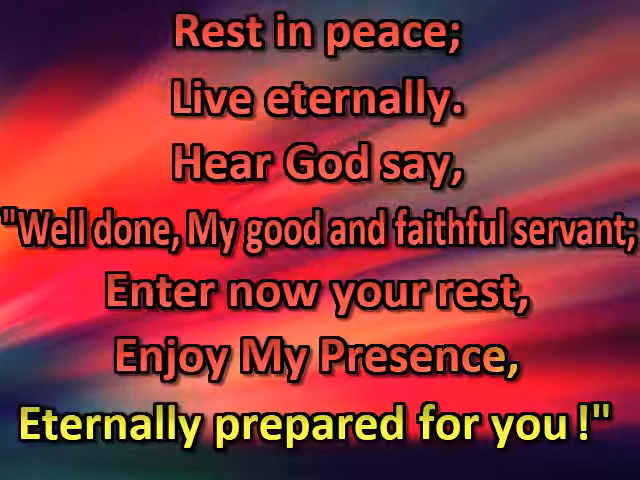 Rest in peace;
Live eternally.
Hear God say,
"Well done, My good and faithful servant;
Enter now your rest,
Enjoy My Presence,
Eternally prepared for you !"